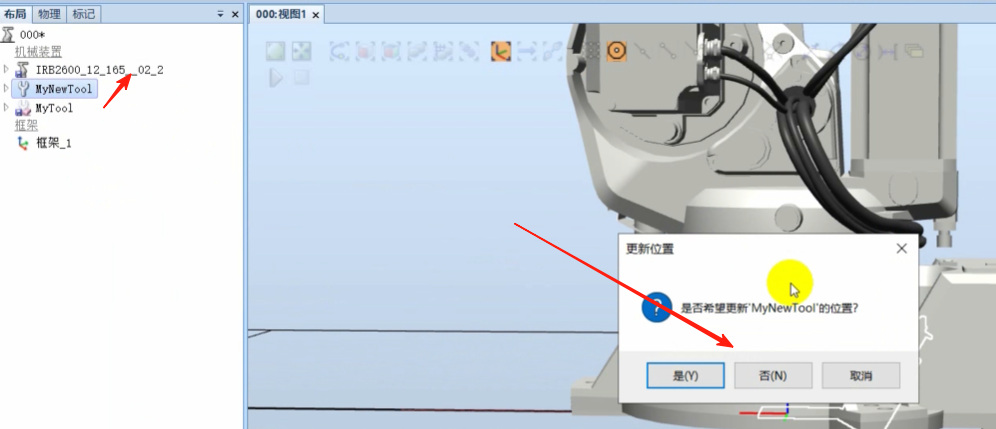 布局 物理 标记
000:视图1
000*
机械装置
IRB2600_12_165__02_2
MyNewTool
MyTool
框架
框架_1
更新位置
是否希望更新'MyNewTool'的位置?
是(Y) 否(N) 取消